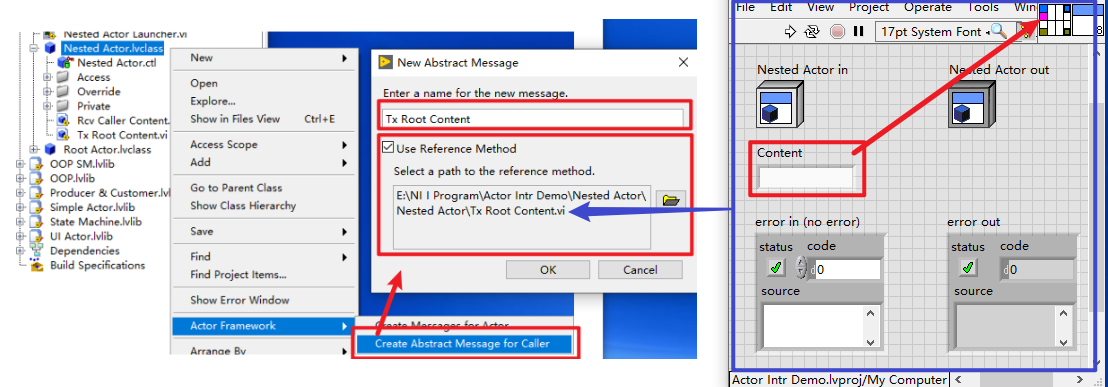 Nested Actor Launcher.vi
Nested Actor.lvclass
Nested Actor.ctl
Access
Override
Private
Rcv Caller Content.
Tx Root Content.vi
Root Actor.lvclass
OOP SM.lvlib
OOP.lvlib
Producer & Customer.lvl
Simple Actor.lvlib
State Machine.lvlib
UI Actor.lvlib
Dependencies
Build Specifications
New
Open
Explore...
Show in Files View Ctrl+E
Access Scope
Add
Go to Parent Class
Show Class Hierarchy
Save
Find
Find Project Items...
Show Error Window
Actor Framework
Arrange By
Create Messages for Actor
Create Abstract Message for Caller
New Abstract Message
Enter a name for the new message.
Tx Root Content
Use Reference Method
Select a path to the reference method.
E:\NI I Program\Actor Intr Demo\Nested Actor\
Nested Actor\Tx Root Content.vi
OK Cancel
File Edit View Project Operate Tools Win
17pt System Font
8
Nested Actor in Nested Actor out
Content
error in (no error) error out
status code status code
d0 d0
source source
Actor Intr Demo.lvproj/My Computer